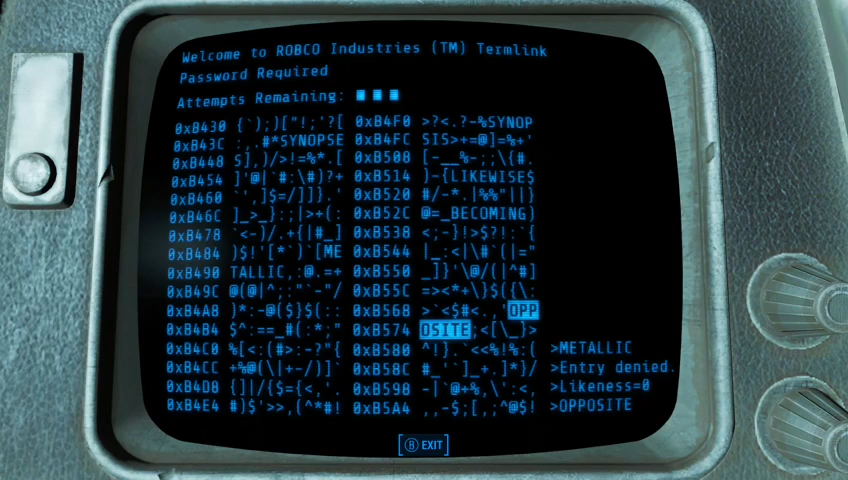 Welcome to ROBCO Industries (TM) Termlink
Password Required
Attempts Remaining: ■ ■ ■
0xB430 {`);)["!;'?[ 0xB4F0 >?<.?-%SYNOP
0xB43C :,.#*SYNOPSE 0xB4FC SIS>+=@]=%+'
0xB448 S],)/>!=%*.[ 0xB508 [-__%-;;\{#.
0xB454 ]'@|`#:\#)?+ 0xB514 )-{LIKEWISE$
0xB460 `',]$=/]]}.' 0xB520 #/-*.|%%"||}
0xB46C ]_>_}:;|>+(: 0xB52C @=_BECOMING)
0xB478 `<-)/.+{|#_] 0xB538 <;-}!>$?!:`{
0xB484 )$!'[*`)`[ME 0xB544 |_:<|\#`(|="
0xB490 TALLIC,:@.=+ 0xB550 _]}'\@/(|^#]
0xB49C @(@|^;:"`-"/ 0xB55C =><*+\}$({\:
0xB4A8 )*:-@($}$(:: 0xB568 >`<$#<.,'OPP
0xB4B4 $^:==_#(:*;" 0xB574 OSITE;<[\_}>
0xB4C0 %[<:(#>:-?"{ 0xB580 ^!}.`<<%!%:( >METALLIC
0xB4CC +%@(\|+-/)]` 0xB58C #_'`]_+.]*}/ >Entry denied.
0xB4D8 {]|/{$={<,'. 0xB598 -|`@+%,\':<, >Likeness=0
0xB4E4 #)$'>>,(^*#! 0xB5A4 ,,-$;[,;^@$! >OPPOSITE
[Ⓑ EXIT]